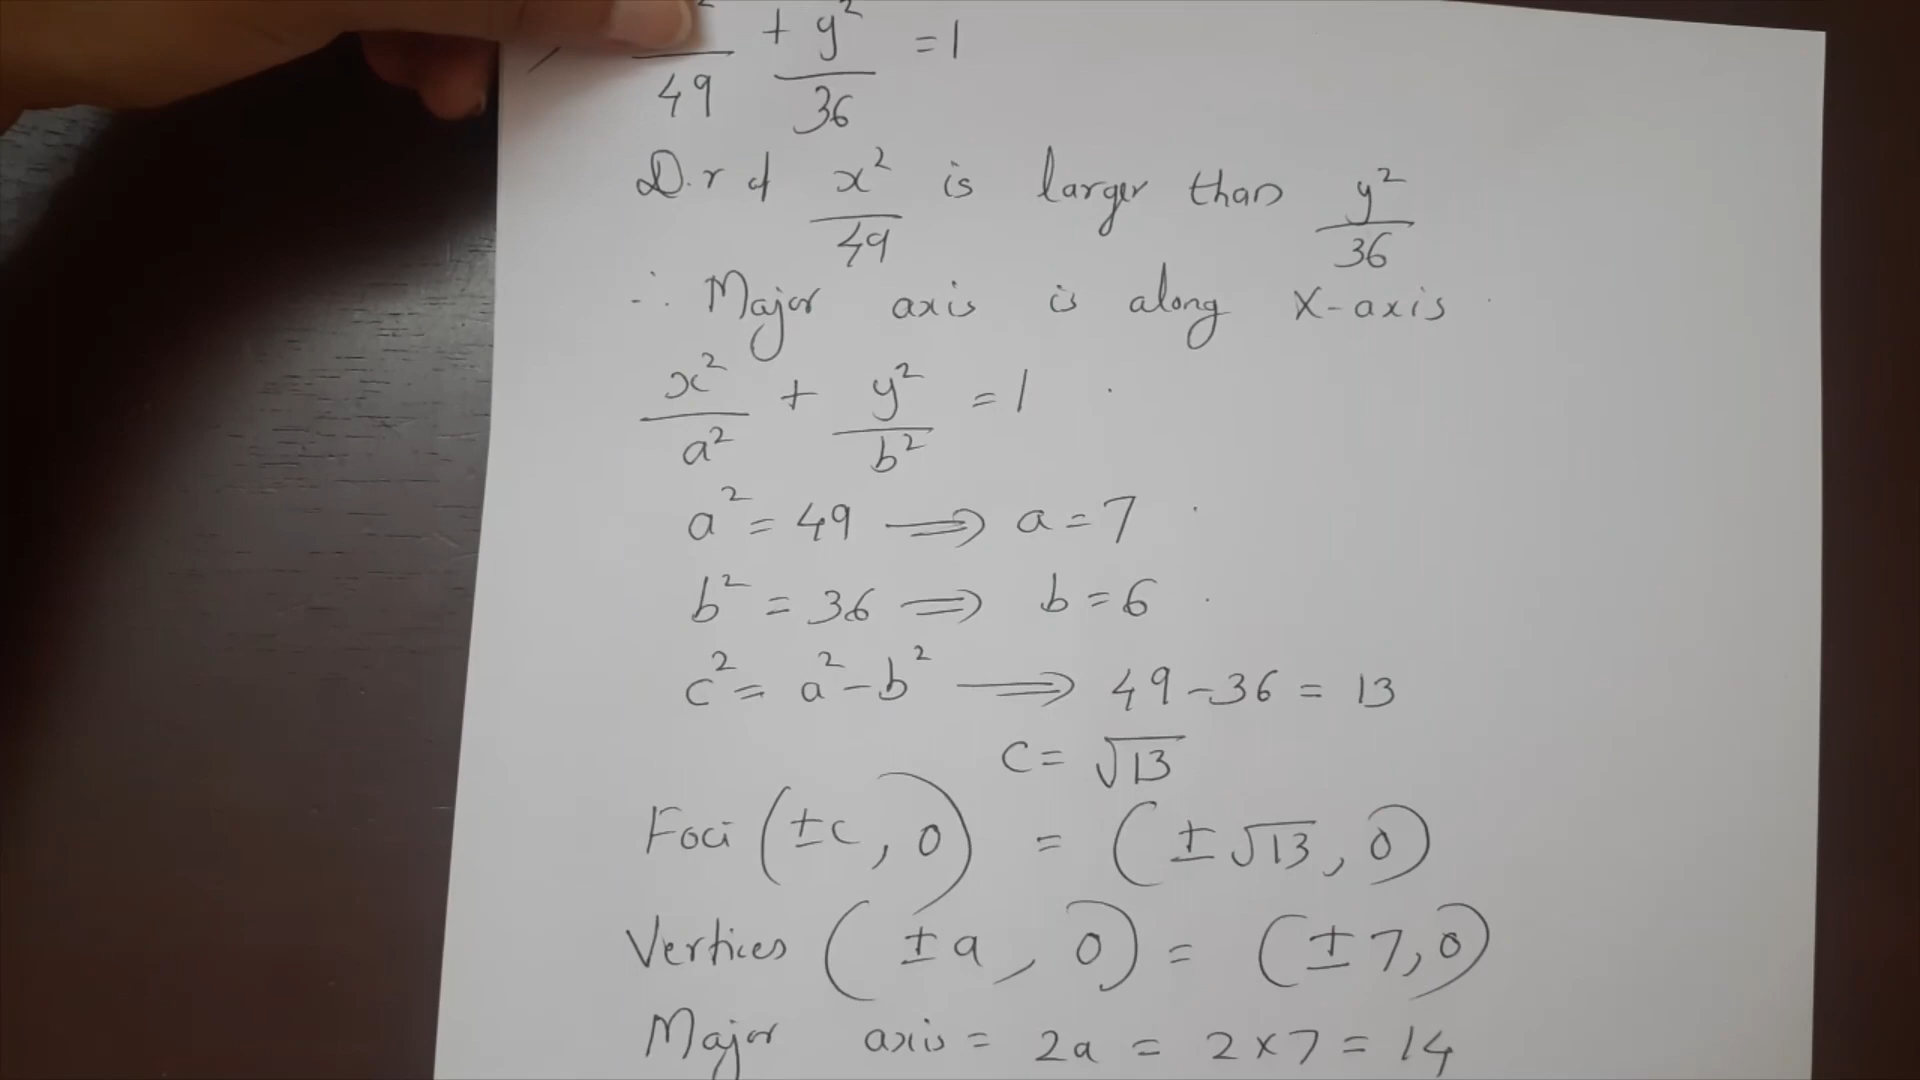 ²/49 + y²/36 = 1
D.r of x²/49 is larger than y²/36
∴ Major axis is along X-axis
x²/a² + y²/b² = 1
a² = 49 ⟹ a = 7
b² = 36 ⟹ b = 6
c² = a² - b² ⟹ 49 - 36 = 13
c = √13
Foci (±c, 0) = (±√13, 0)
Vertices (±a, 0) = (±7, 0)
Major axis = 2a = 2 × 7 = 14